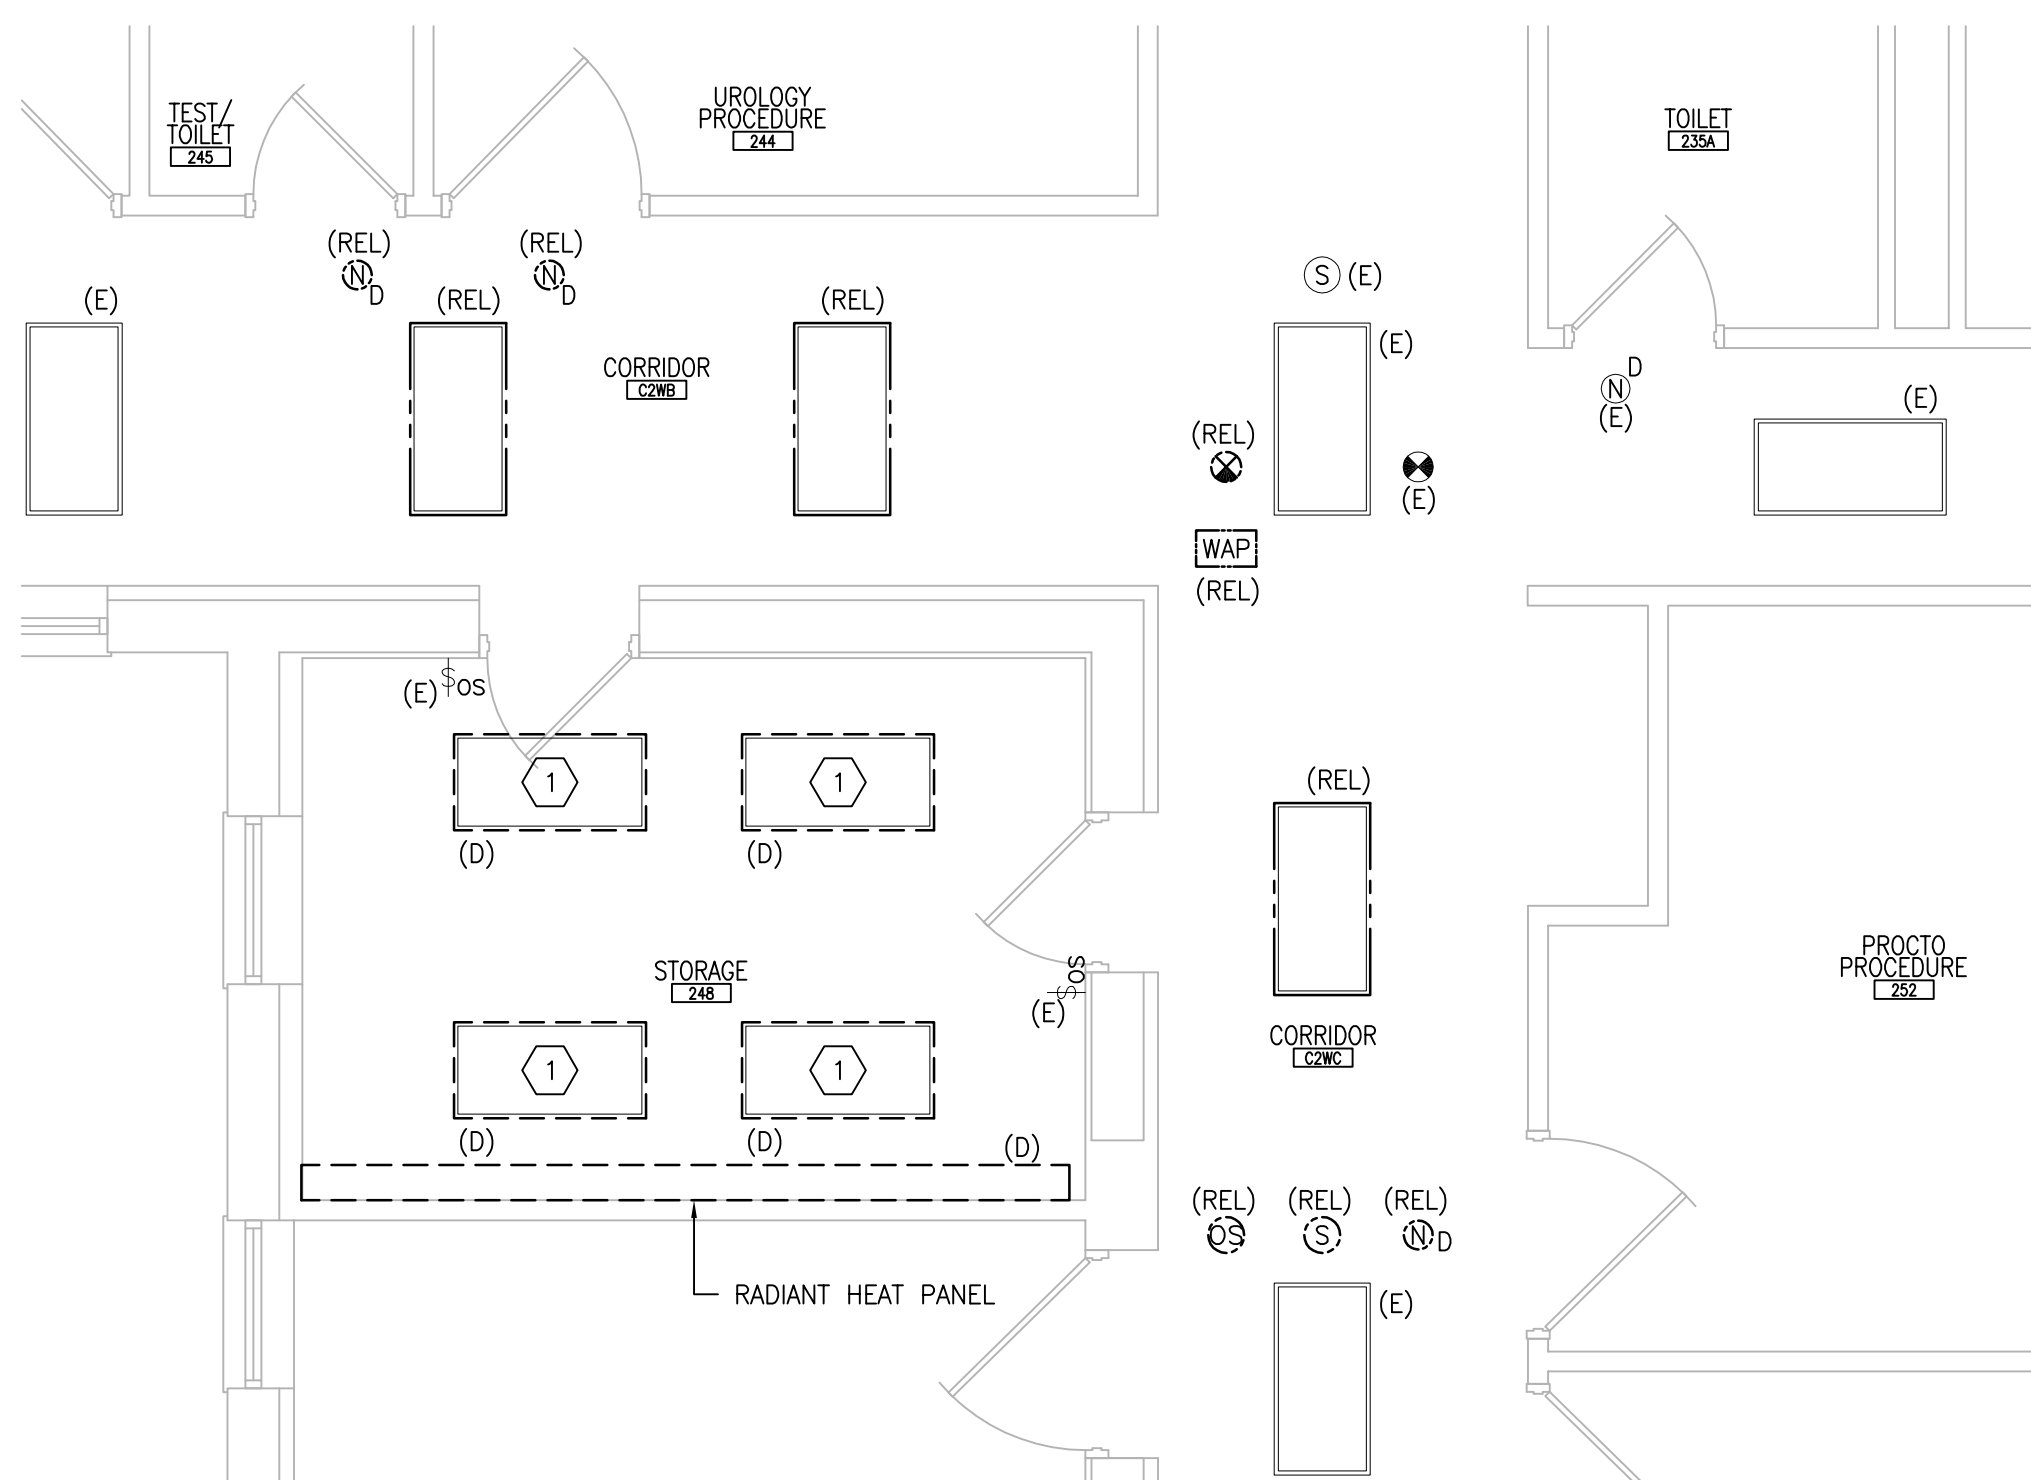 TEST/
TOILET
245
UROLOGY
PROCEDURE
244
TOILET
235A
(REL)
N
D
(REL)
N
D
S (E)
(E)
(REL)
(REL)
(E)
CORRIDOR
C2WB
D
N
(E)
(E)
(REL)
(E)
WAP
(REL)
(E) $OS
1
1
(D)
(D)
(REL)
STORAGE
248
$OS
(E)
PROCTO
PROCEDURE
252
CORRIDOR
C2WC
1
1
(D)
(D)
(D)
(REL)
OS
(REL)
S
(REL)
N
D
RADIANT HEAT PANEL
(E)